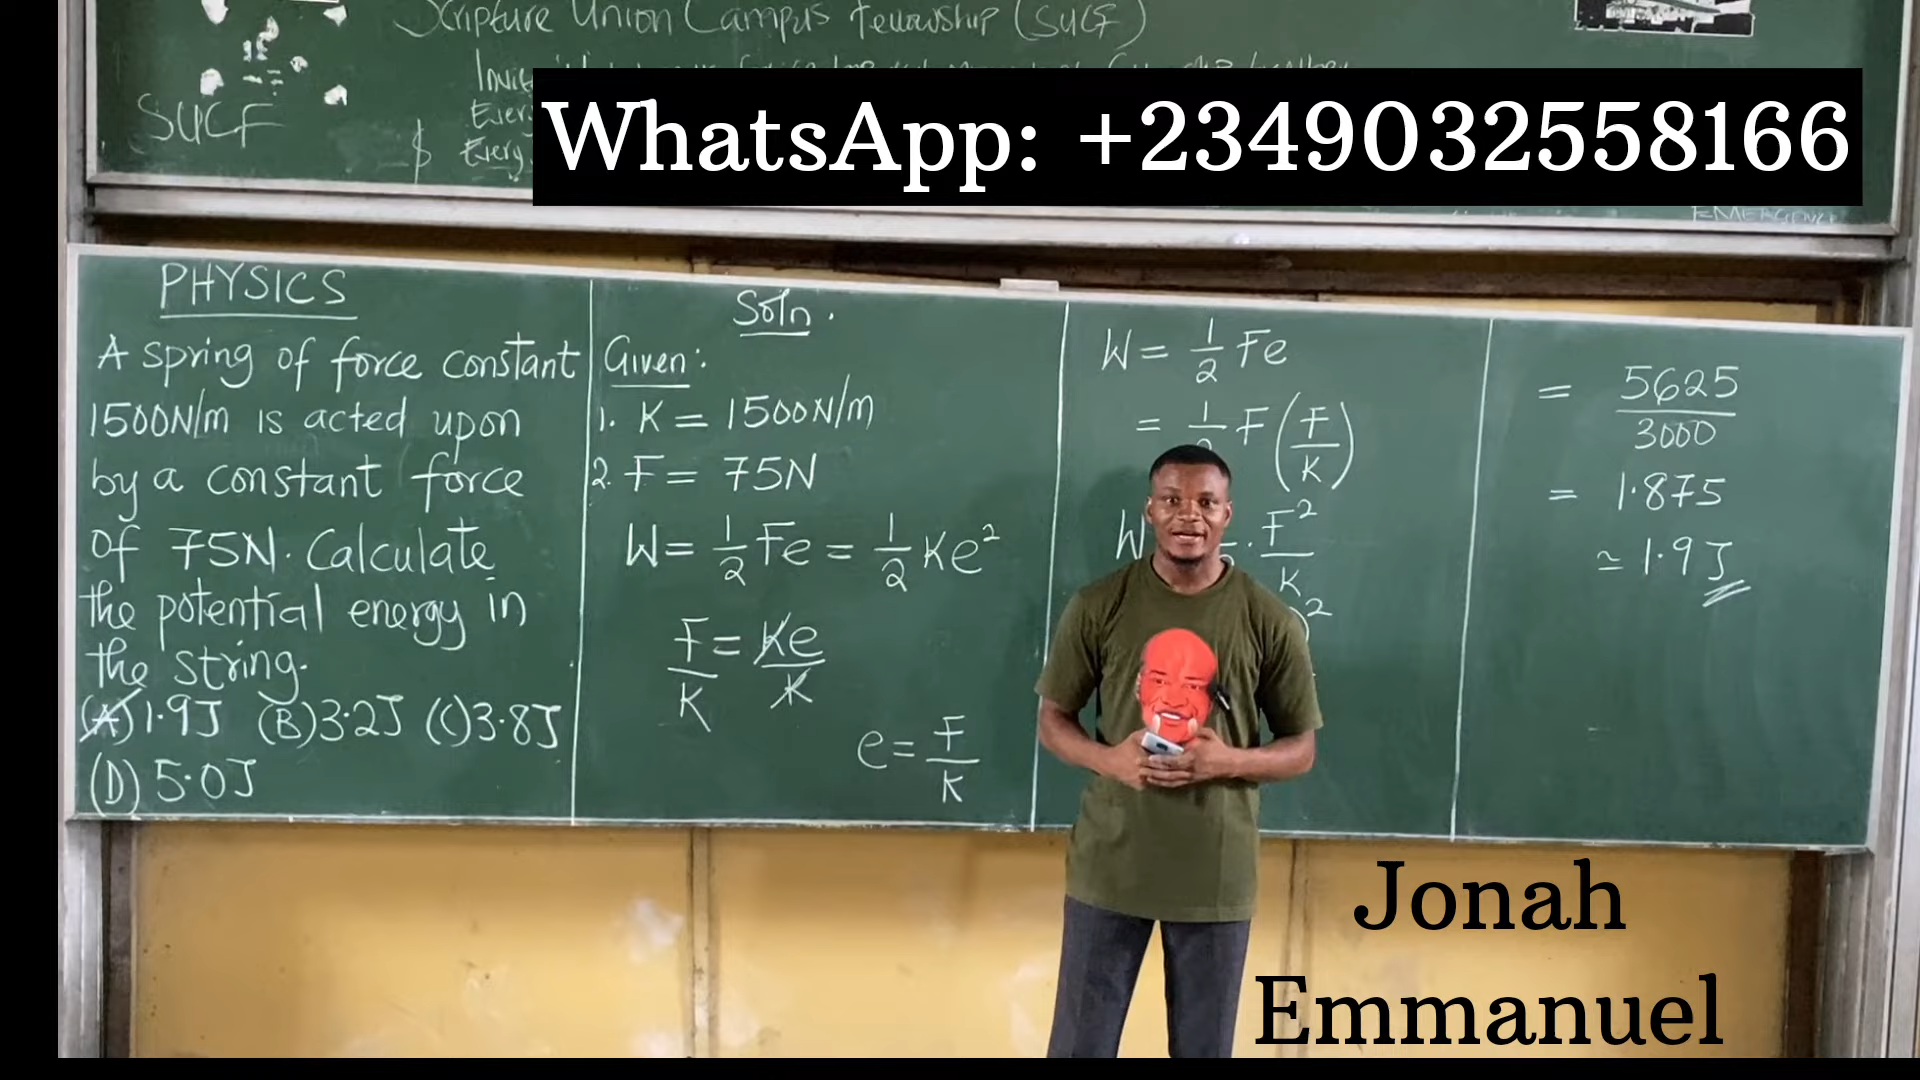 Scripture Union Campus Fellowship (SUCF)
SUCF
$
WhatsApp: +2349032558166
EMERGENCY
PHYSICS
A spring of force constant
1500N/m is acted upon
by a constant force
of 75N. Calculate
the potential energy in
the string.
(A) 1.9J (B) 3.2J (C) 3.8J
(D) 5.0J
Soln.
Given:
1. K = 1500N/m
2. F = 75N
W = 1/2 Fe = 1/2 Ke²
F/K = Ke/K
e = F/K
W = 1/2 Fe
= 1/2 F (F/K)
W
. F²/K
²
= 5625/3000
= 1.875
≃ 1.9J
Jonah
Emmanuel